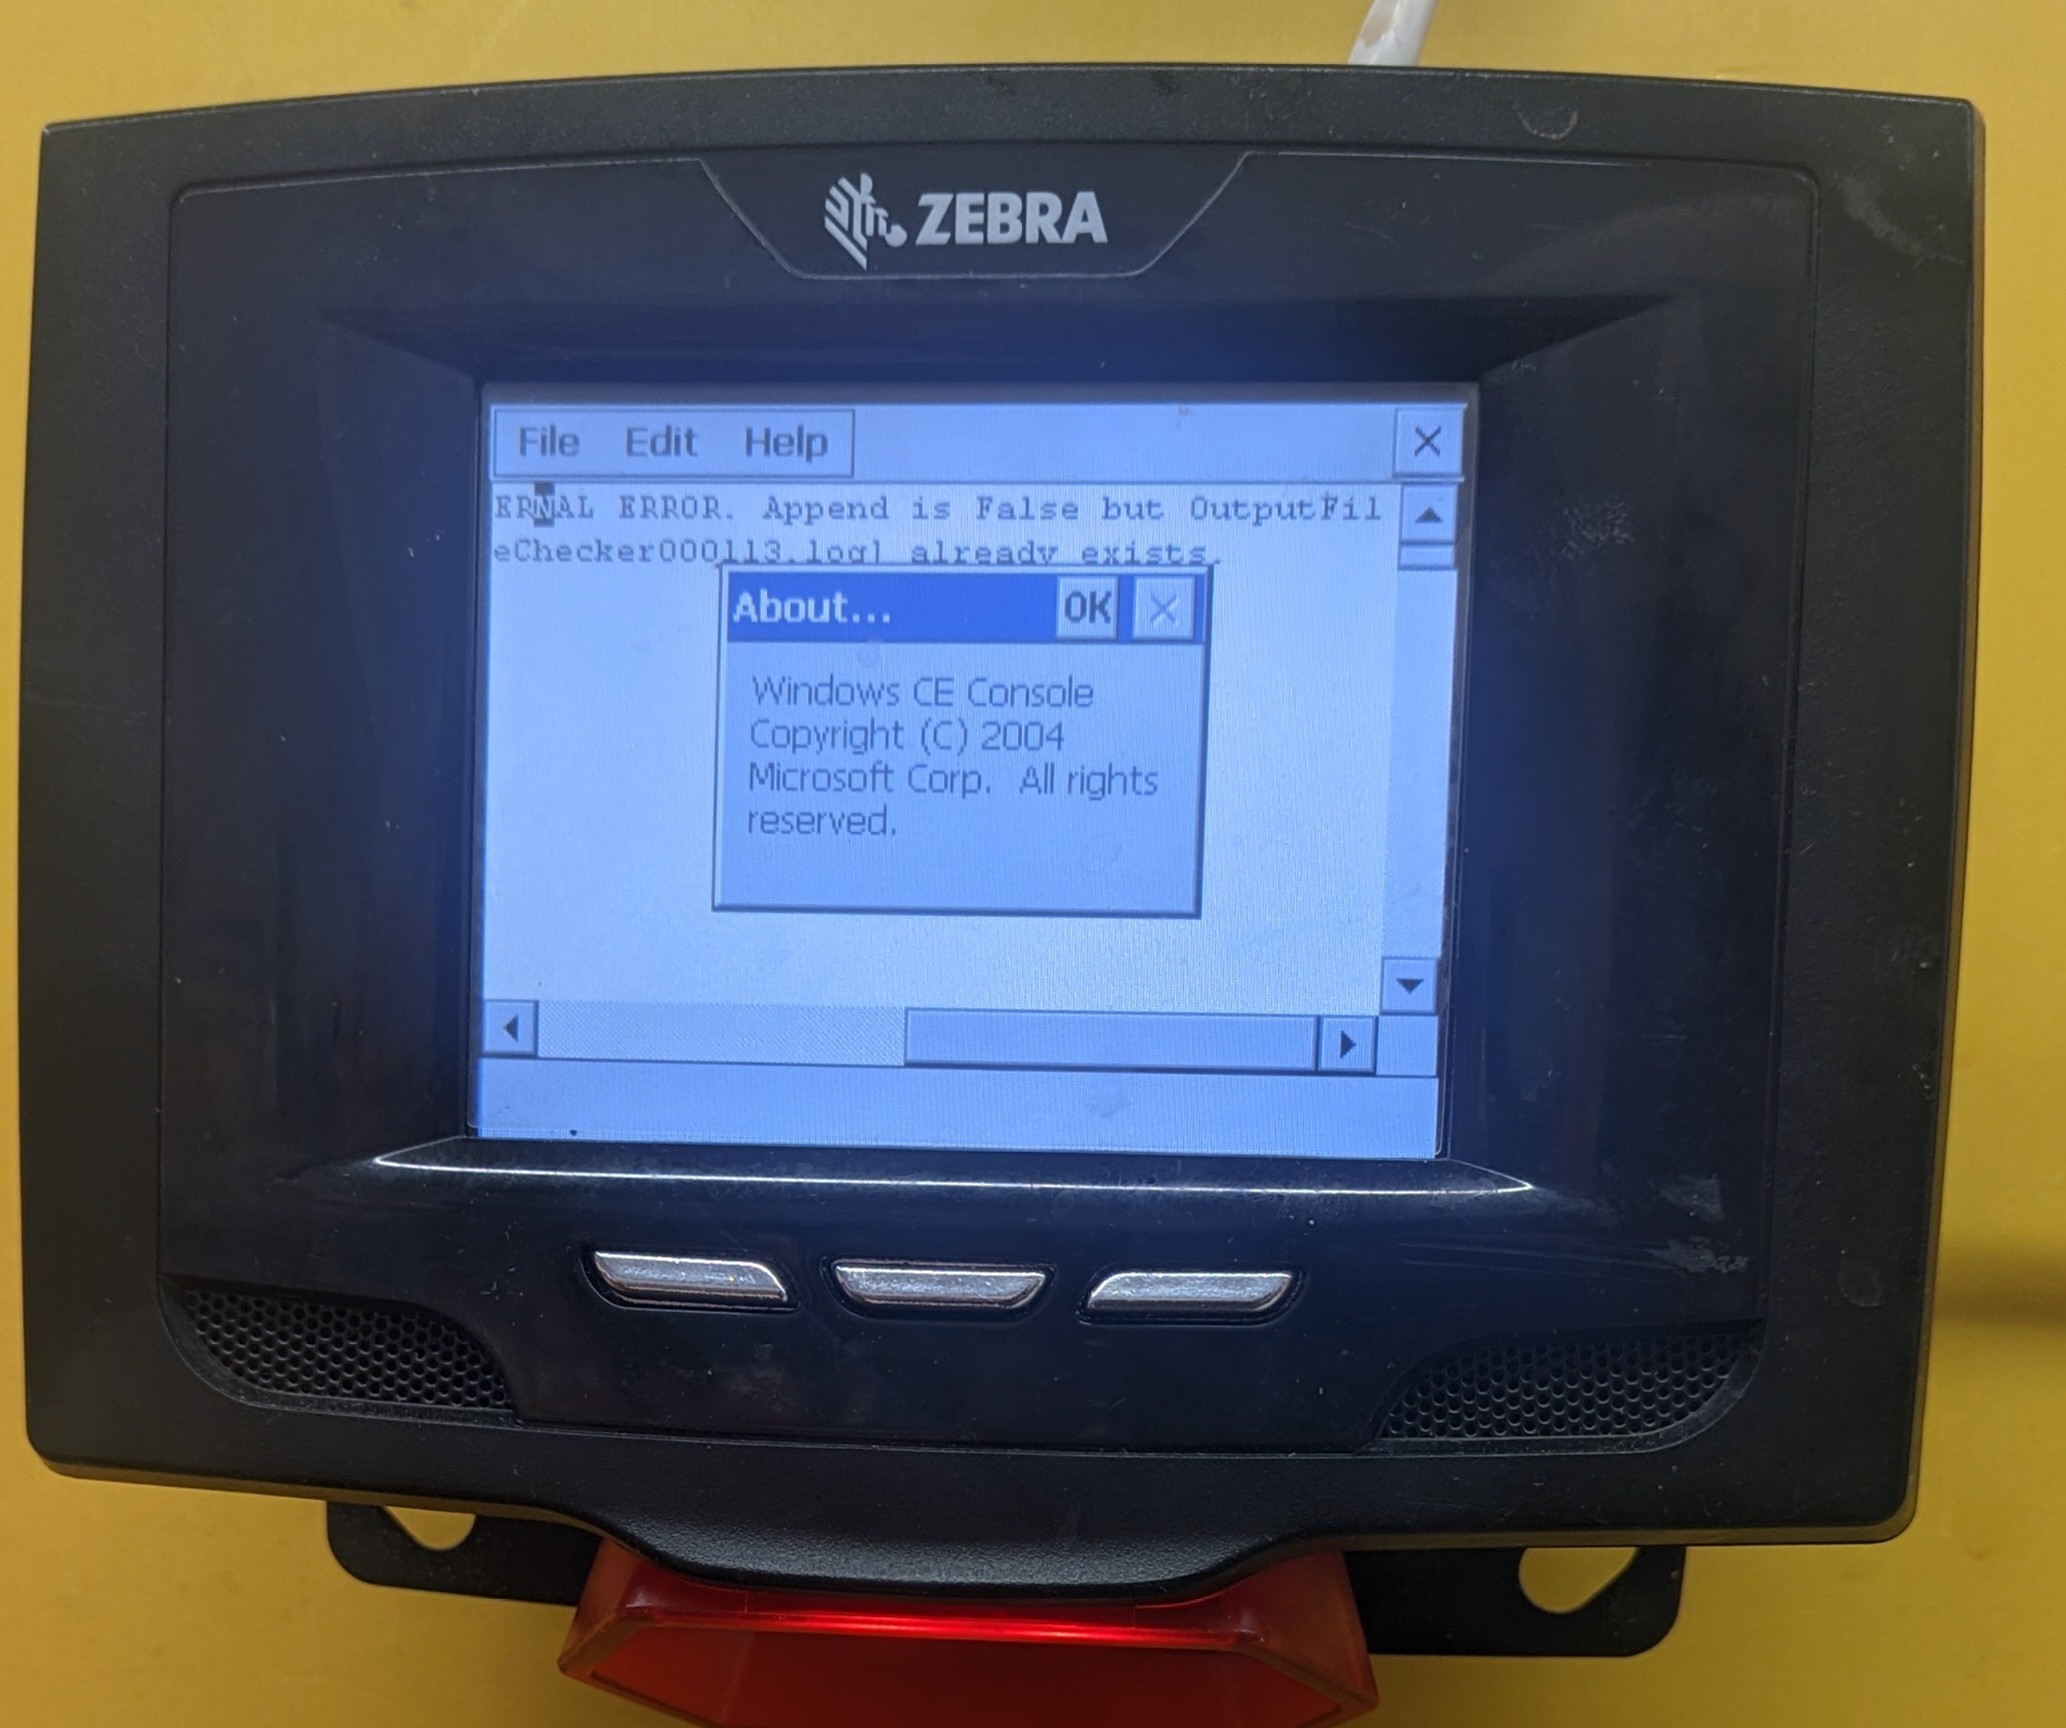 ZEBRA
File Edit Help
ERNAL ERROR. Append is False but OutputFil
eChecker000113.log] already exists.
About... OK
Windows CE Console
Copyright (C) 2004
Microsoft Corp. All rights
reserved.